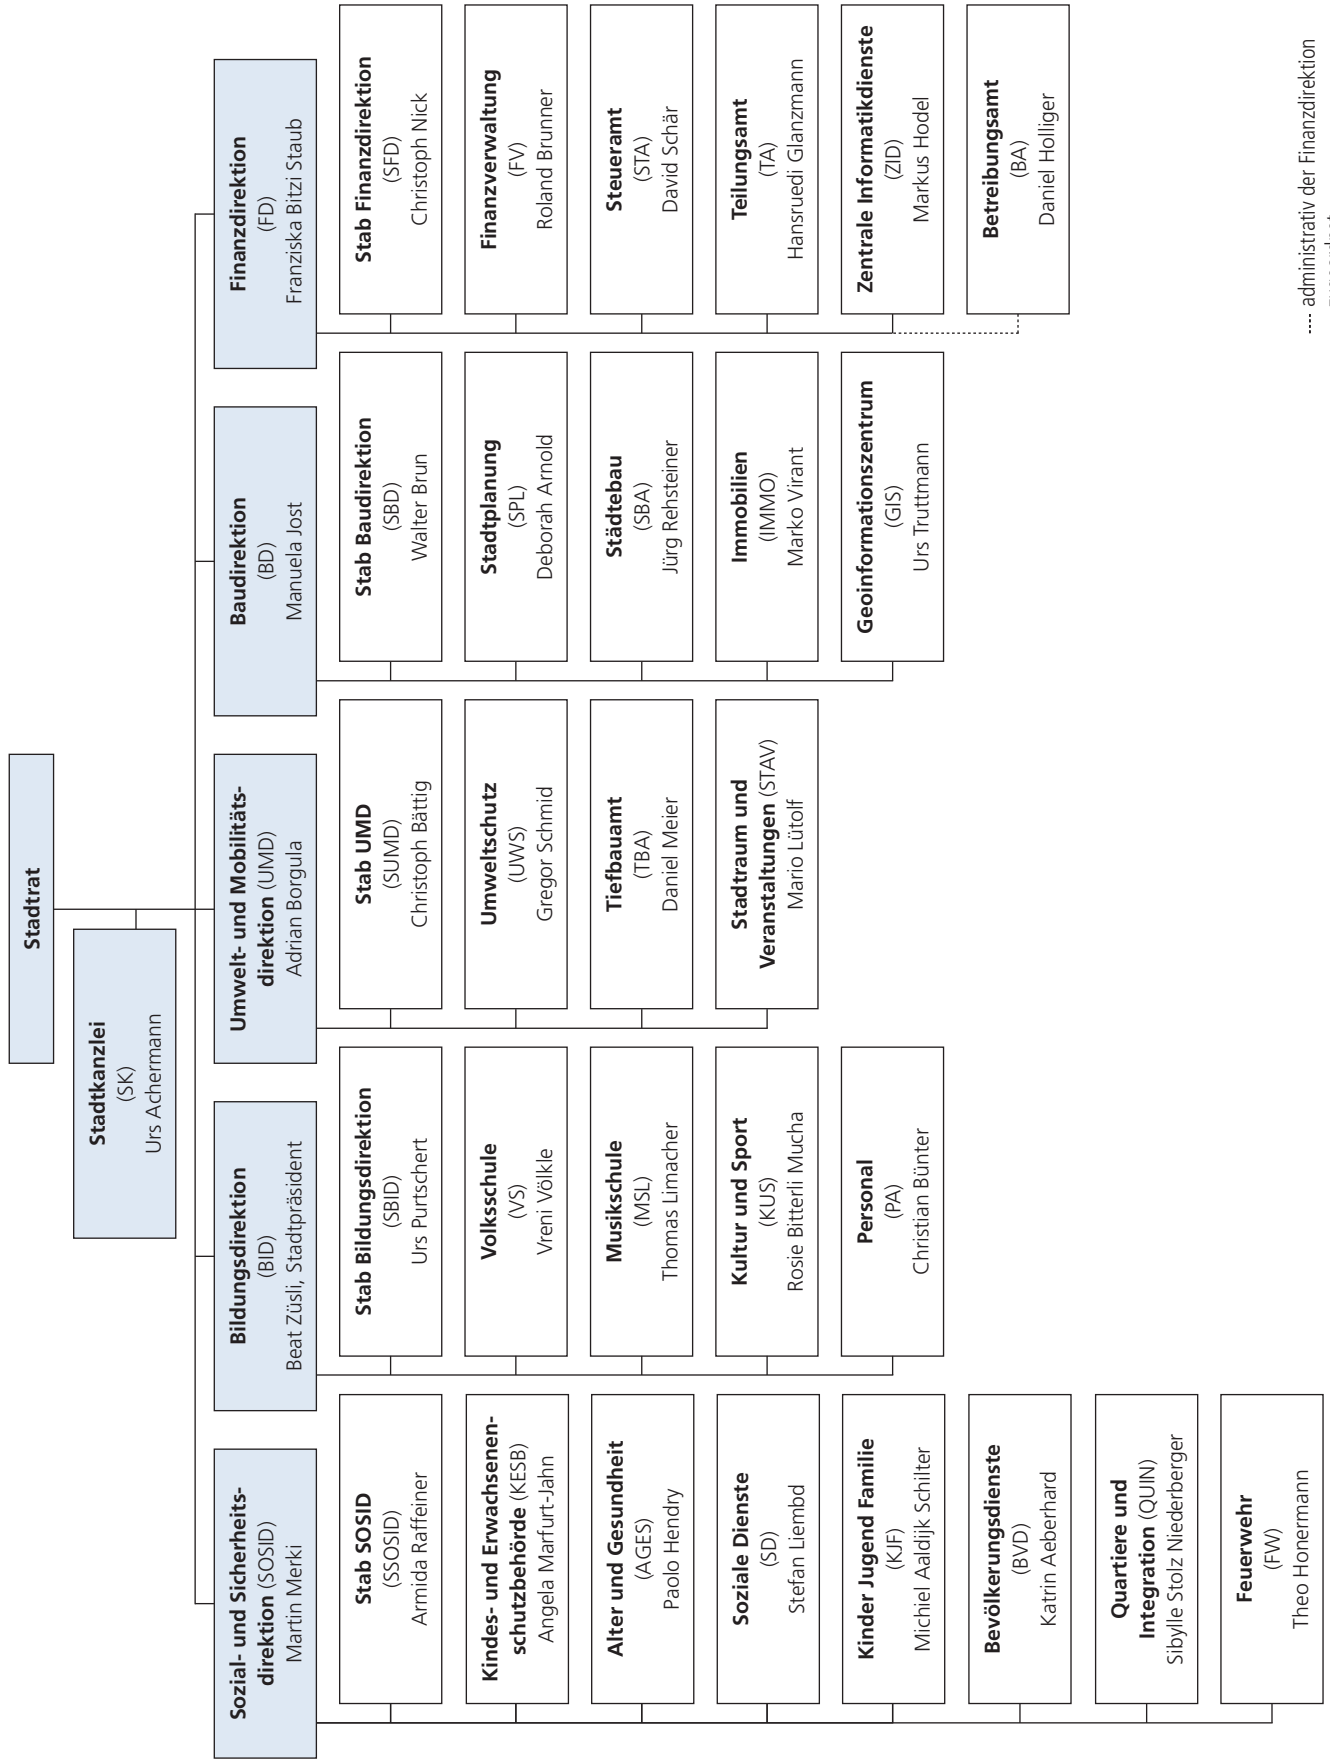 Stadtrat
Stadtkanzlei
(SK)
Urs Achermann
Sozial- und Sicherheits-
direktion (SOSID)
Martin Merki
Stab SOSID
(SSOSID)
Armida Raffeiner
Kindes- und Erwachsenen-
schutzbehörde (KESB)
Angela Marfurt-Jahn
Alter und Gesundheit
(AGES)
Paolo Hendry
Soziale Dienste
(SD)
Stefan Liembd
Kinder Jugend Familie
(KJF)
Michiel Aaldijk Schilter
Bevölkerungsdienste
(BVD)
Katrin Aeberhard
Quartiere und
Integration (QUIN)
Sibylle Stolz Niederberger
Feuerwehr
(FW)
Theo Honermann
Bildungsdirektion
(BID)
Beat Züsli, Stadtpräsident
Stab Bildungsdirektion
(SBID)
Urs Purtschert
Volksschule
(VS)
Vreni Völkle
Musikschule
(MSL)
Thomas Limacher
Kultur und Sport
(KUS)
Rosie Bitterli Mucha
Personal
(PA)
Christian Bünter
Umwelt- und Mobilitäts-
direktion (UMD)
Adrian Borgula
Stab UMD
(SUMD)
Christoph Bättig
Umweltschutz
(UWS)
Gregor Schmid
Tiefbauamt
(TBA)
Daniel Meier
Stadtraum und
Veranstaltungen (STAV)
Mario Lütolf
Baudirektion
(BD)
Manuela Jost
Stab Baudirektion
(SBD)
Walter Brun
Stadtplanung
(SPL)
Deborah Arnold
Städtebau
(SBA)
Jürg Rehsteiner
Immobilien
(IMMO)
Marko Virant
Geoinformationszentrum
(GIS)
Urs Truttmann
Finanzdirektion
(FD)
Franziska Bitzi Staub
Stab Finanzdirektion
(SFD)
Christoph Nick
Finanzverwaltung
(FV)
Roland Brunner
Steueramt
(STA)
David Schär
Teilungsamt
(TA)
Hansruedi Glanzmann
Zentrale Informatikdienste
(ZID)
Markus Hodel
Betreibungsamt
(BA)
Daniel Holliger
---- administrativ der Finanzdirektion